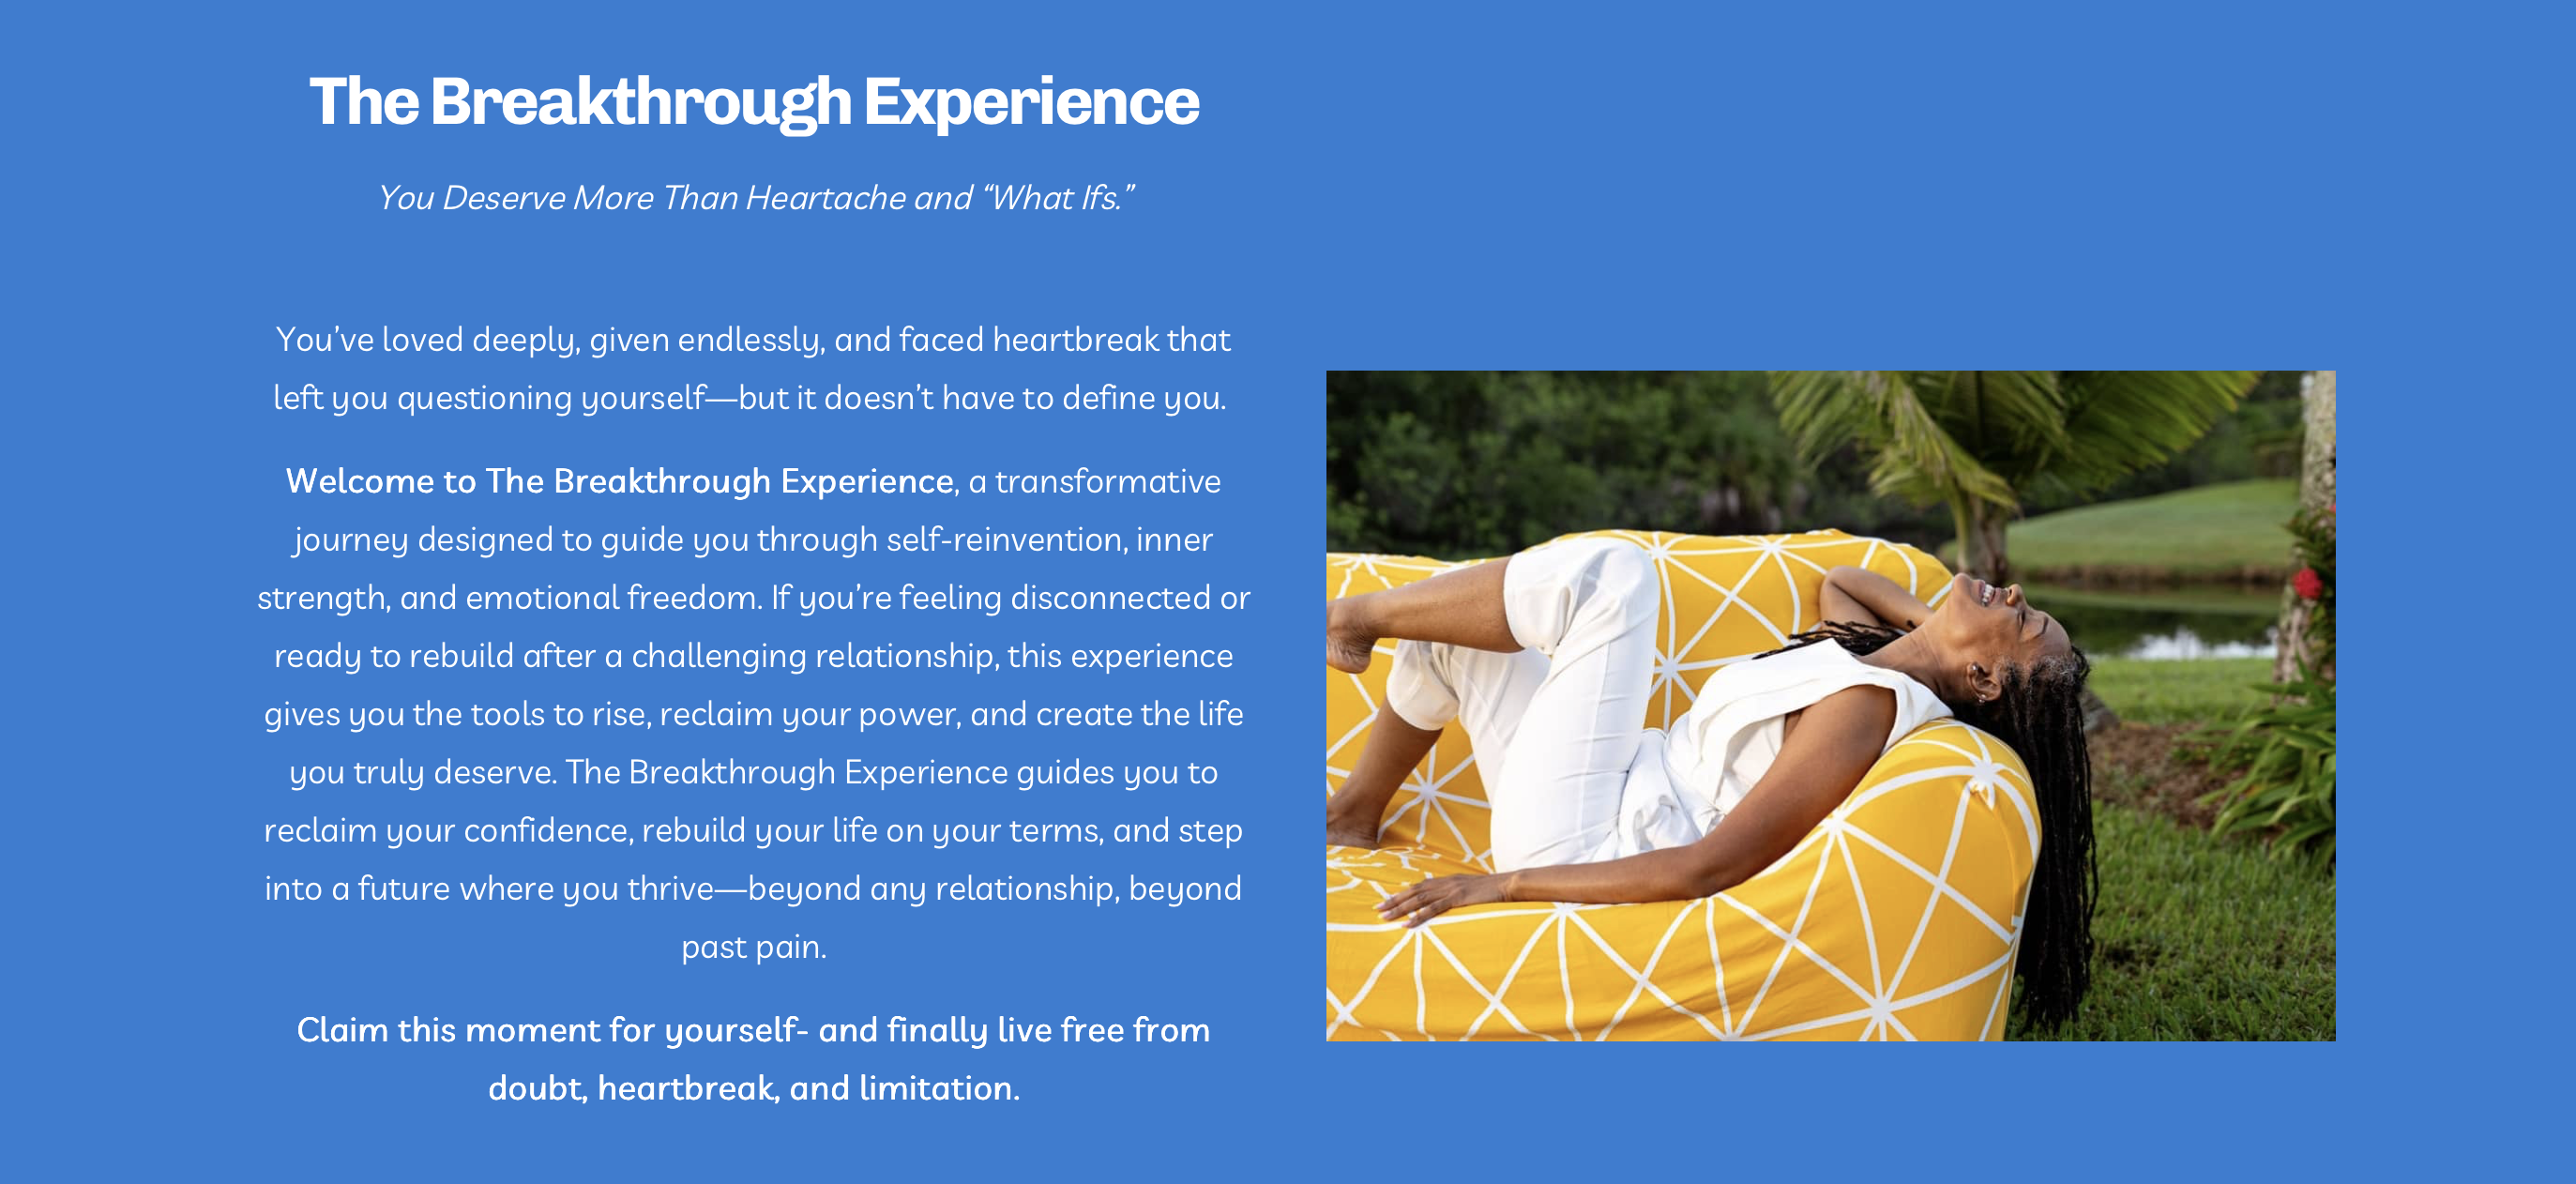 The Breakthrough Experience
You Deserve More Than Heartache and “What Ifs.”
You’ve loved deeply, given endlessly, and faced heartbreak that
left you questioning yourself—but it doesn’t have to define you.
Welcome to The Breakthrough Experience, a transformative
journey designed to guide you through self-reinvention, inner
strength, and emotional freedom. If you’re feeling disconnected or
ready to rebuild after a challenging relationship, this experience
gives you the tools to rise, reclaim your power, and create the life
you truly deserve. The Breakthrough Experience guides you to
reclaim your confidence, rebuild your life on your terms, and step
into a future where you thrive—beyond any relationship, beyond
past pain.
Claim this moment for yourself- and finally live free from
doubt, heartbreak, and limitation.